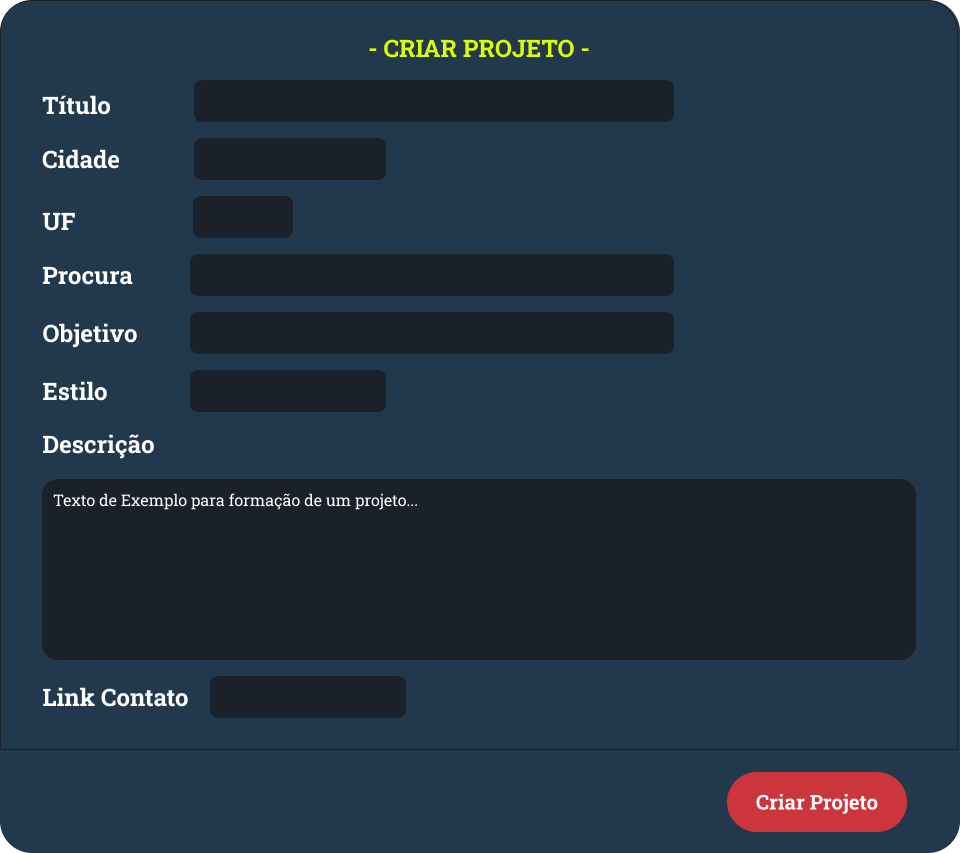 - CRIAR PROJETO -
Título
Cidade
UF
Procura
Objetivo
Estilo
Descrição
Texto de Exemplo para formação de um projeto...
Link Contato
Criar Projeto